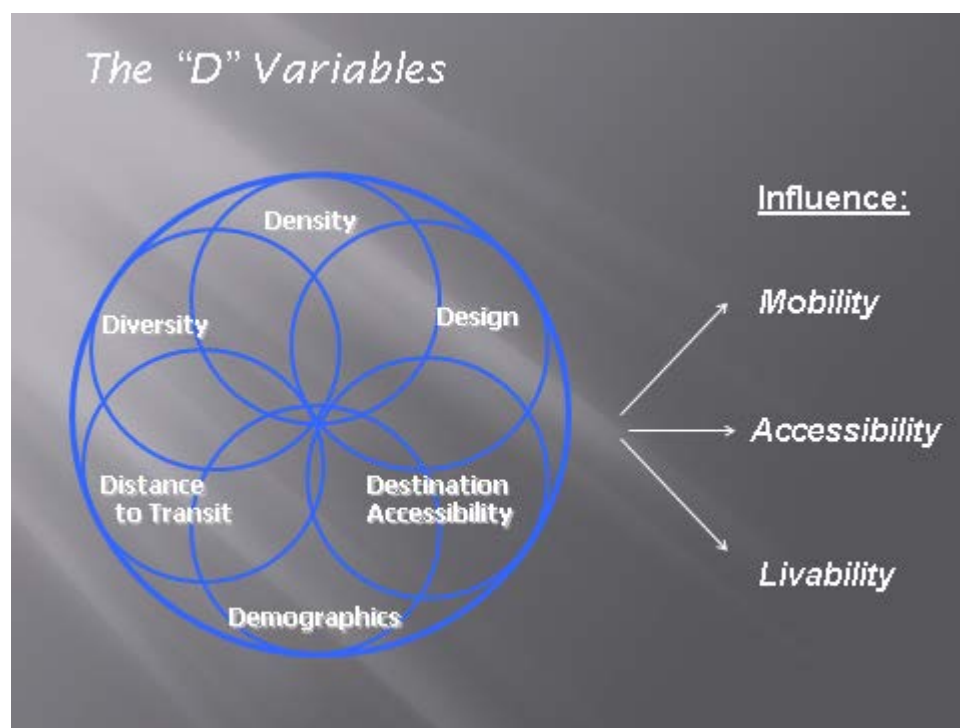 The “D” Variables
Density
Diversity
Design
Distance
to Transit
Destination
Accessibility
Demographics
Influence:
Mobility
Accessibility
Livability